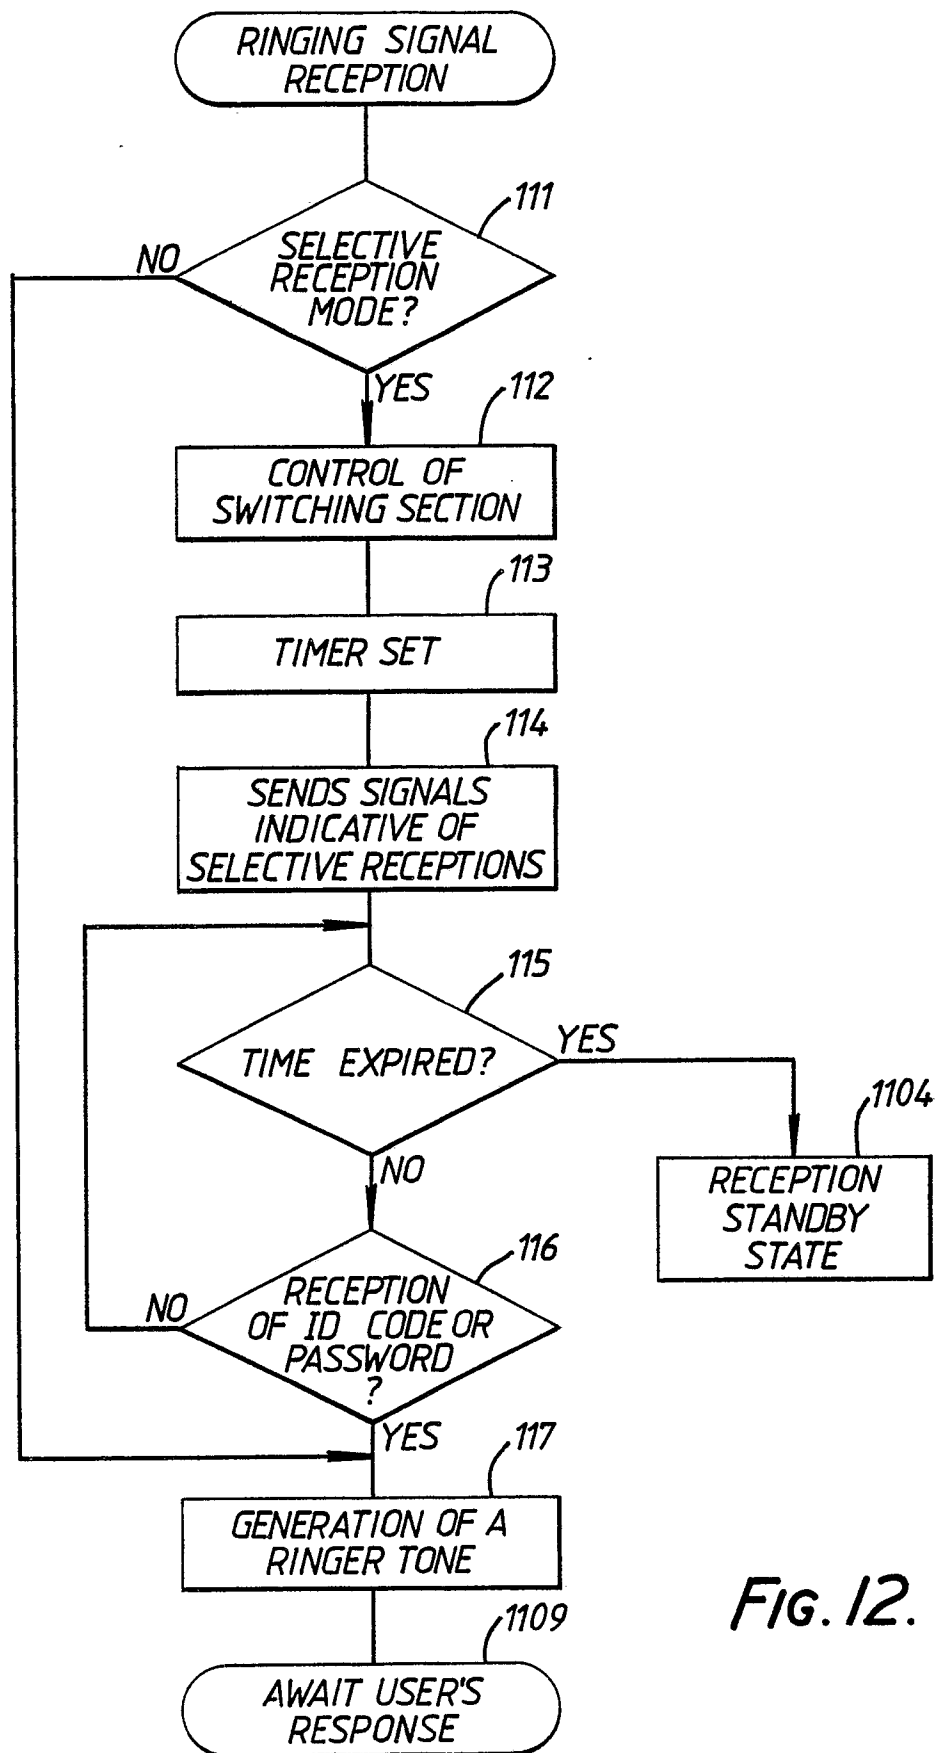 RINGING SIGNAL
RECEPTION
111
SELECTIVE
RECEPTION
MODE?
NO
YES
112
CONTROL OF
SWITCHING SECTION
113
TIMER SET
114
SENDS SIGNALS
INDICATIVE OF
SELECTIVE RECEPTIONS
115
TIME EXPIRED?
YES
NO
1104
RECEPTION
STANDBY
STATE
116
RECEPTION
OF ID CODE OR
PASSWORD
?
NO
YES
117
GENERATION OF A
RINGER TONE
1109
AWAIT USER'S
RESPONSE
FIG. 12.